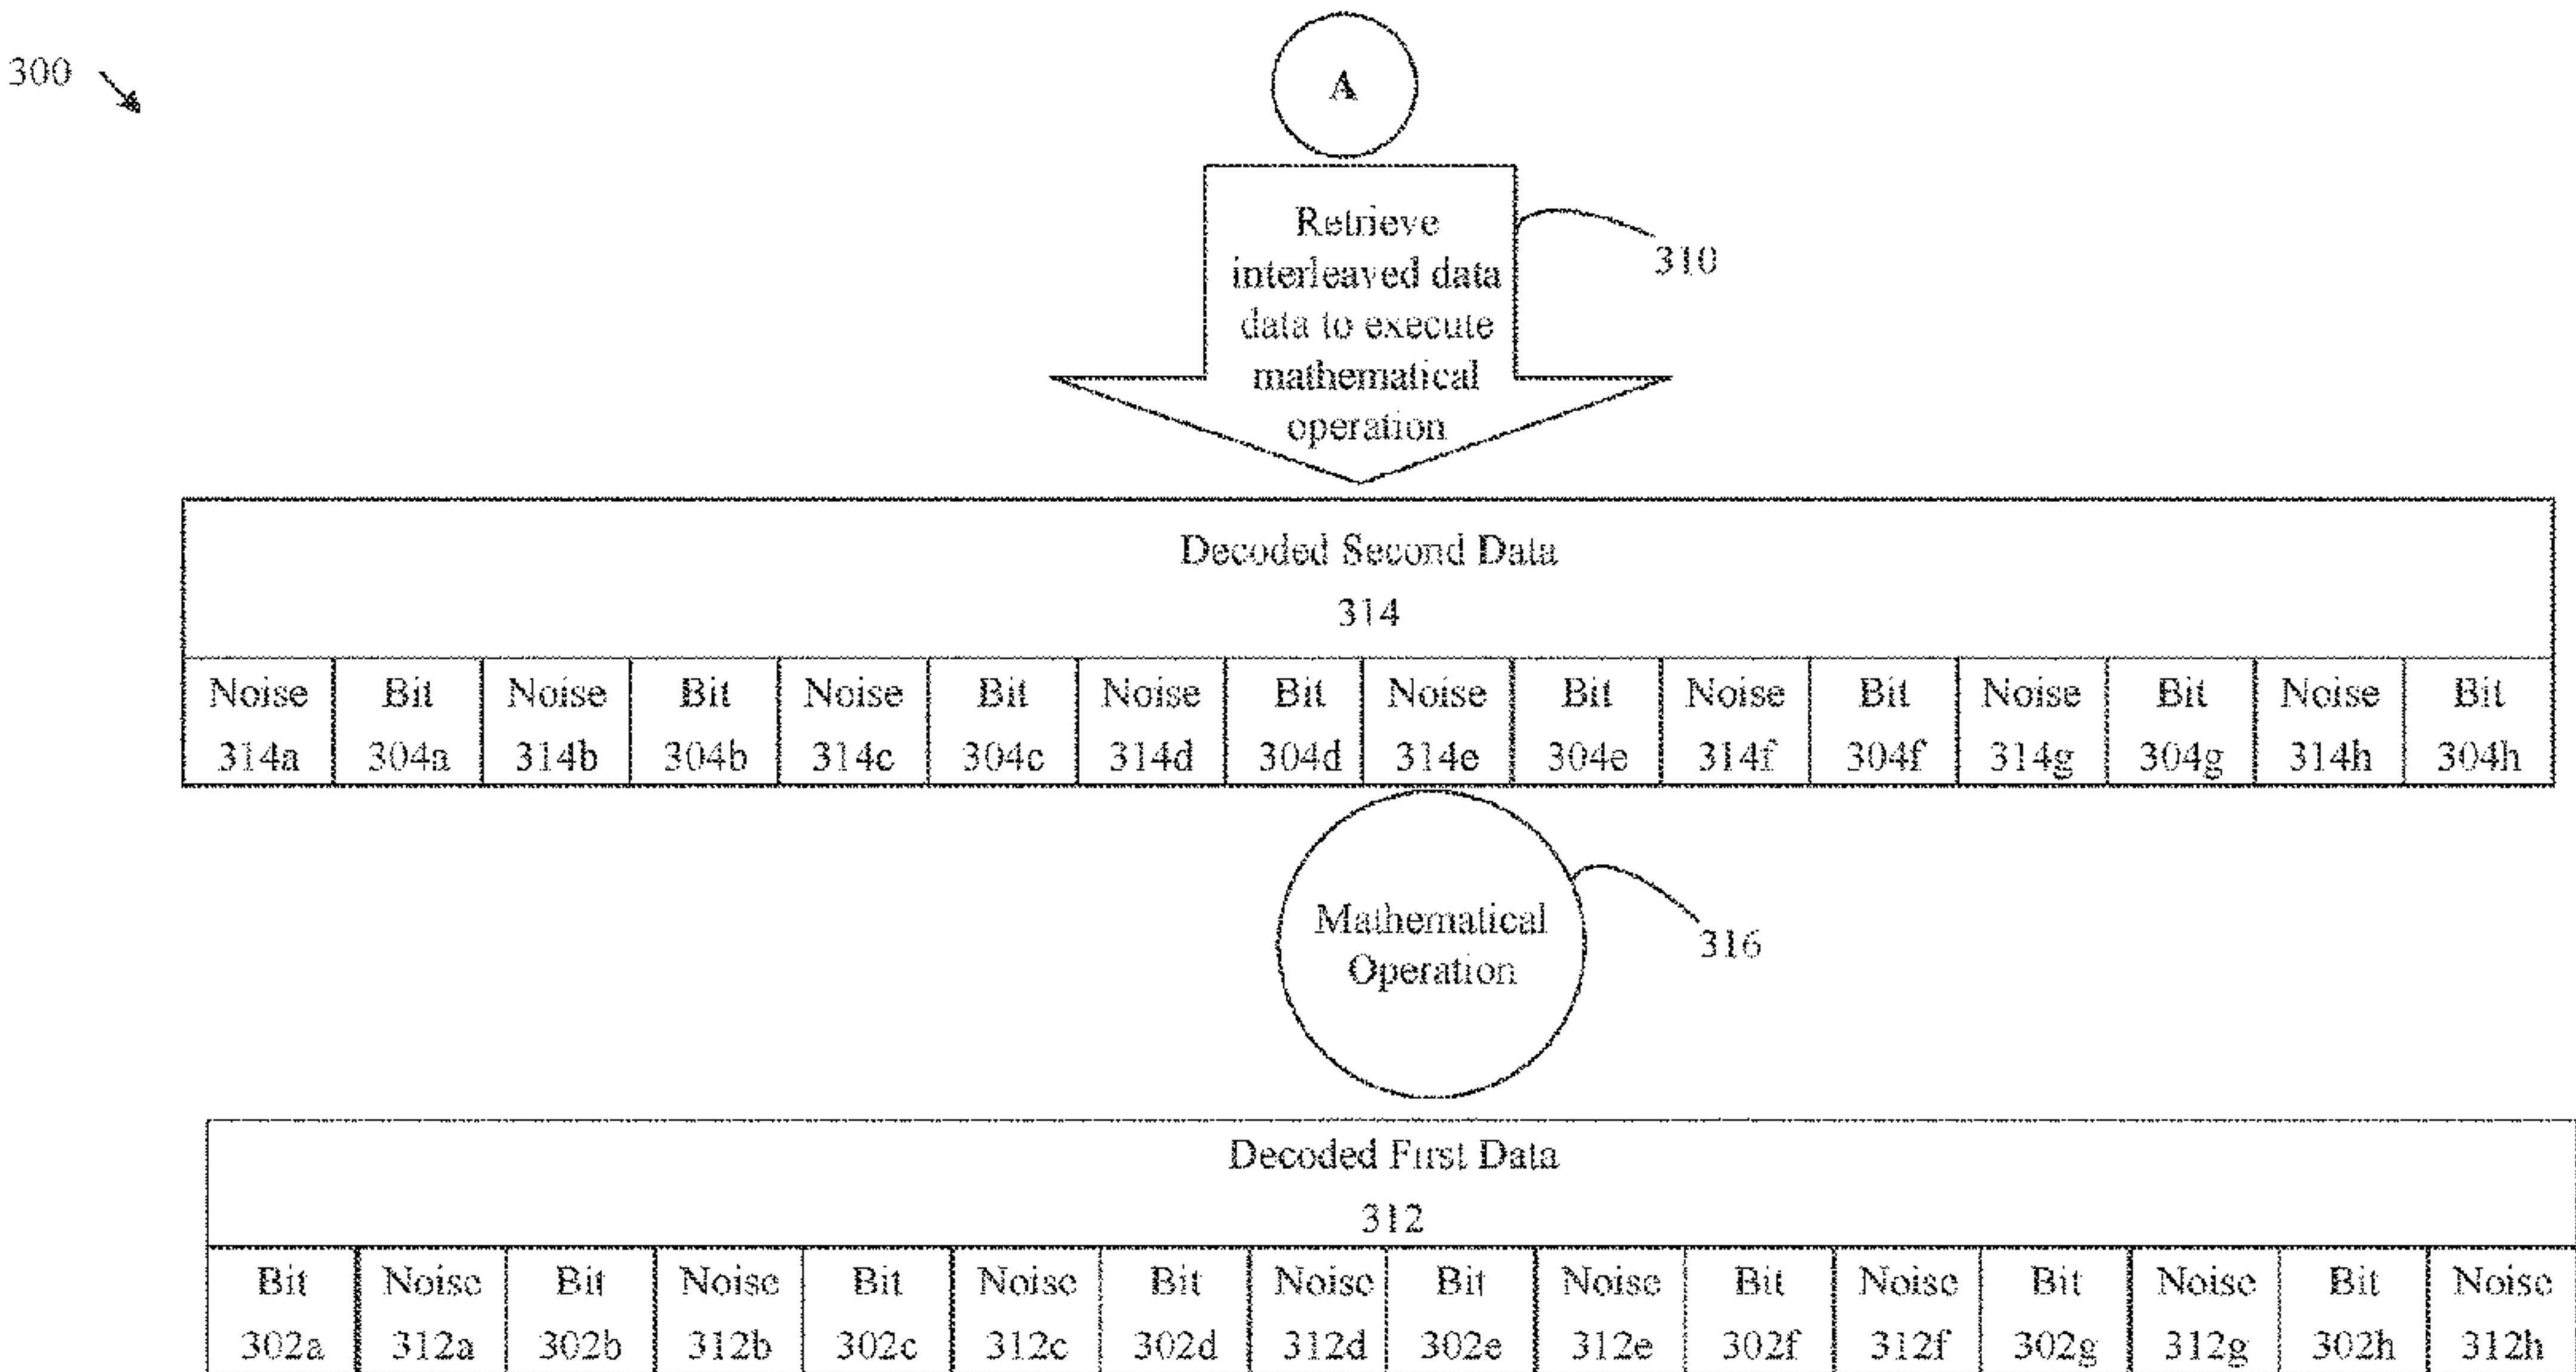 300
A
Retrieve
interleaved data
data to execute
mathematical
operation
310
Decoded Second Data
314
Noise Bit Noise Bit Noise Bit Noise Bit Noise Bit Noise Bit Noise Bit Noise Bit
314a 304a 314b 304b 314c 304c 314d 304d 314e 304e 314f 304f 314g 304g 314h 304h
Mathematical
Operation
316
Decoded First Data
312
Bit Noise Bit Noise Bit Noise Bit Noise Bit Noise Bit Noise Bit Noise Bit Noise
302a 312a 302b 312b 302c 312c 302d 312d 302e 312e 302f 312f 302g 312g 302h 312h